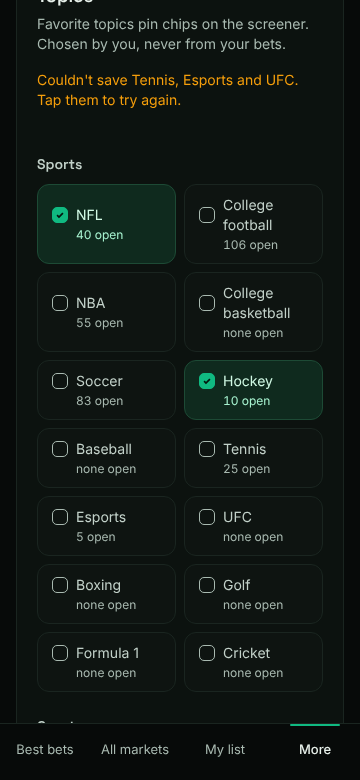 Topics
Favorite topics pin chips on the screener.
Chosen by you, never from your bets.
Couldn't save Tennis, Esports and UFC.
Tap them to try again.
Sports
NFL
40 open
College
football
106 open
NBA
55 open
College
basketball
none open
Soccer
83 open
Hockey
10 open
Baseball
none open
Tennis
25 open
Esports
5 open
UFC
none open
Boxing
none open
Golf
none open
Formula 1
none open
Cricket
none open
Best bets
All markets
My list
More